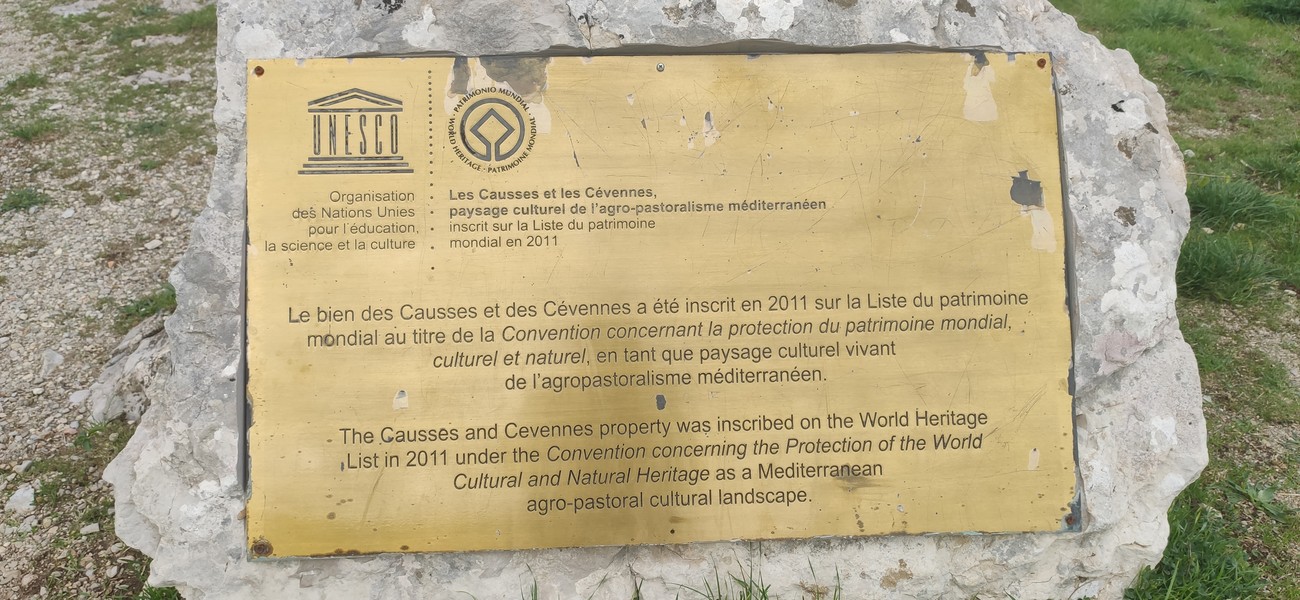 UNESCO
Organisation
des Nations Unies
pour l'éducation,
la science et la culture
PATRIMONIO MUNDIAL · WORLD HERITAGE · PATRIMOINE MONDIAL ·
Les Causses et les Cévennes,
paysage culturel de l'agro-pastoralisme méditerranéen
inscrit sur la Liste du patrimoine
mondial en 2011
Le bien des Causses et des Cévennes a été inscrit en 2011 sur la Liste du patrimoine
mondial au titre de la Convention concernant la protection du patrimoine mondial,
culturel et naturel, en tant que paysage culturel vivant
de l'agropastoralisme méditerranéen.
The Causses and Cevennes property was inscribed on the World Heritage
List in 2011 under the Convention concerning the Protection of the World
Cultural and Natural Heritage as a Mediterranean
agro-pastoral cultural landscape.